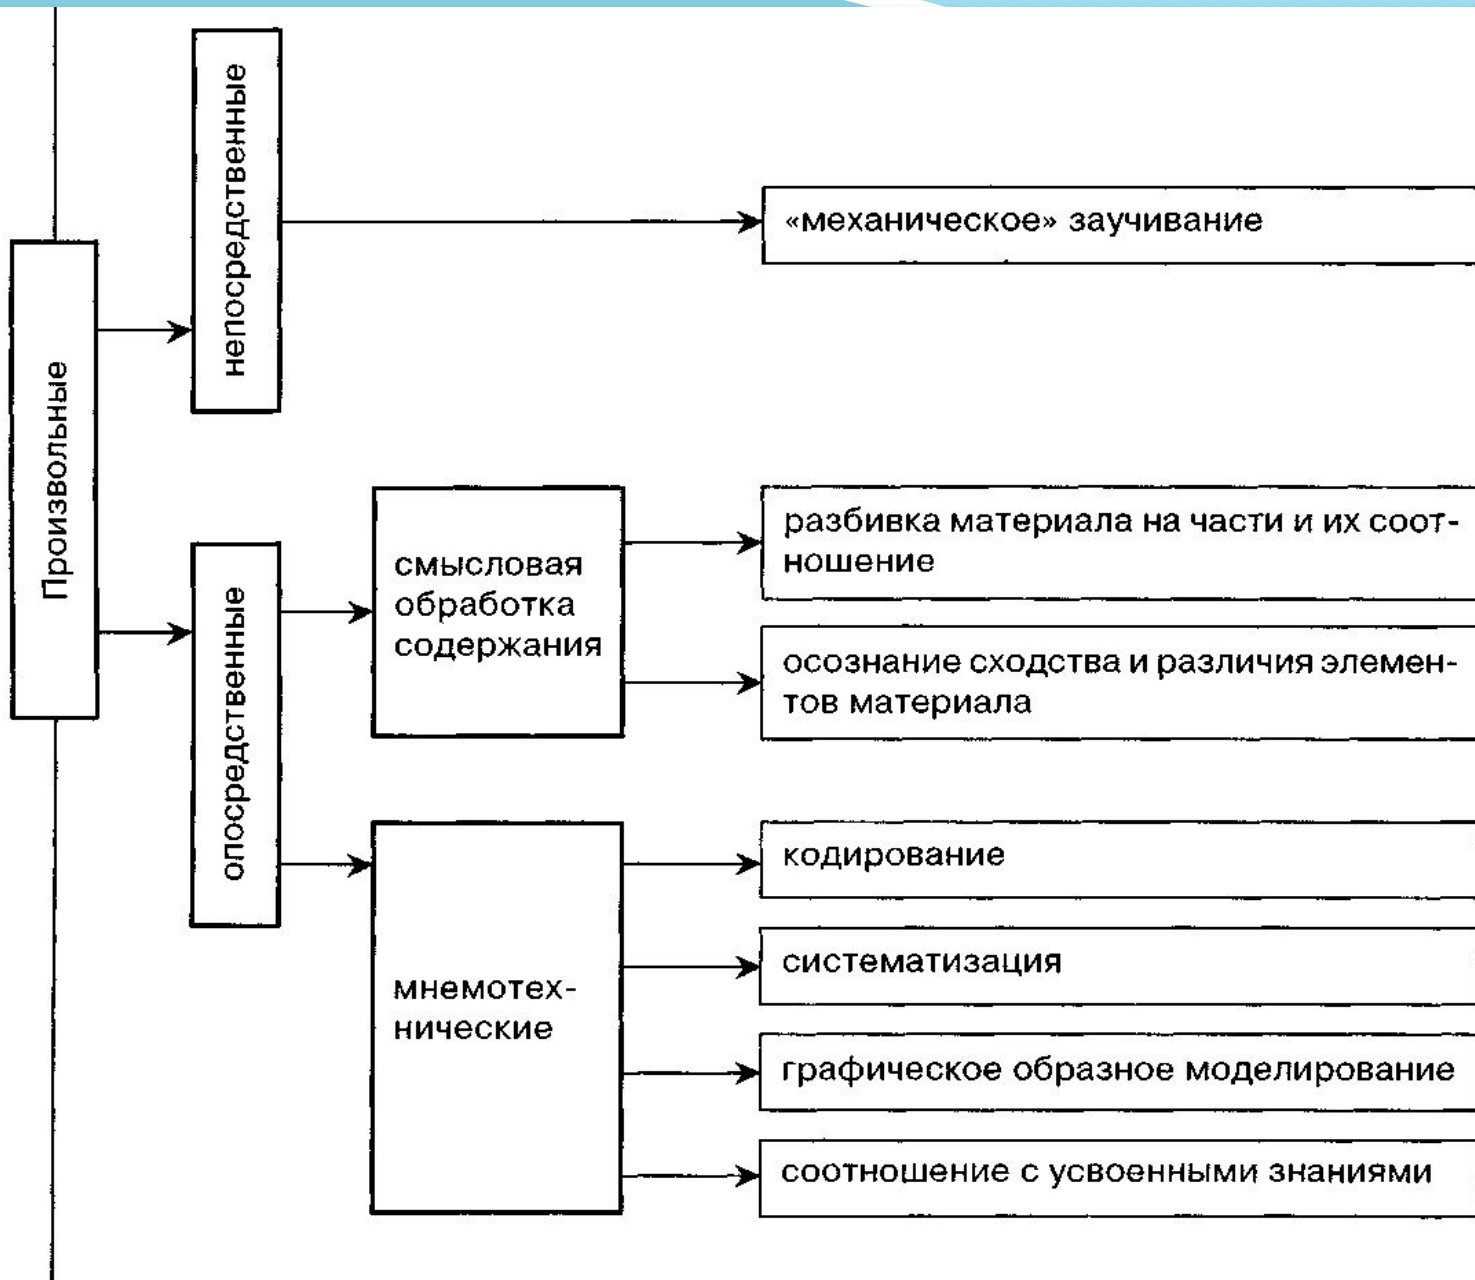 Произвольные
непосредственные
«механическое» заучивание
опосредственные
смысловая
обработка
содержания
разбивка материала на части и их соот-
ношение
осознание сходства и различия элемен-
тов материала
мнемотех-
нические
кодирование
систематизация
графическое образное моделирование
соотношение с усвоенными знаниями